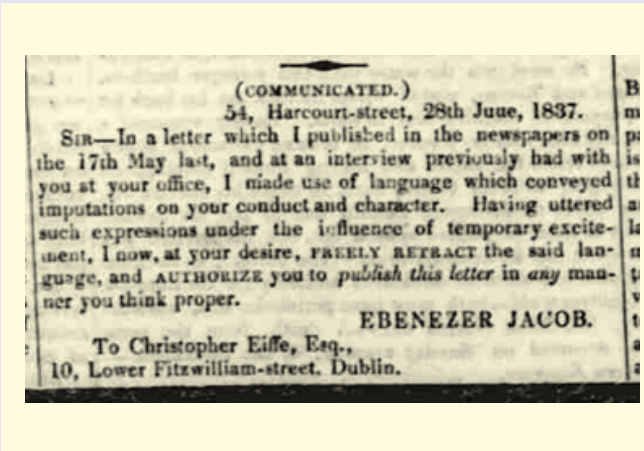 (COMMUNICATED.)
54, Harcourt-street, 28th June, 1837.
SIR—In a letter which I published in the newspapers on
the 17th May last, and at an interview previously had with
you at your office, I made use of language which conveyed
imputations on your conduct and character. Having uttered
such expressions under the influence of temporary excite-
ment, I now, at your desire, FREELY RETRACT the said lan-
guage, and AUTHORIZE you to publish this letter in any man-
ner you think proper.
EBENEZER JACOB.
To Christopher Eiffe, Esq.,
10, Lower Fitzwilliam-street. Dublin.